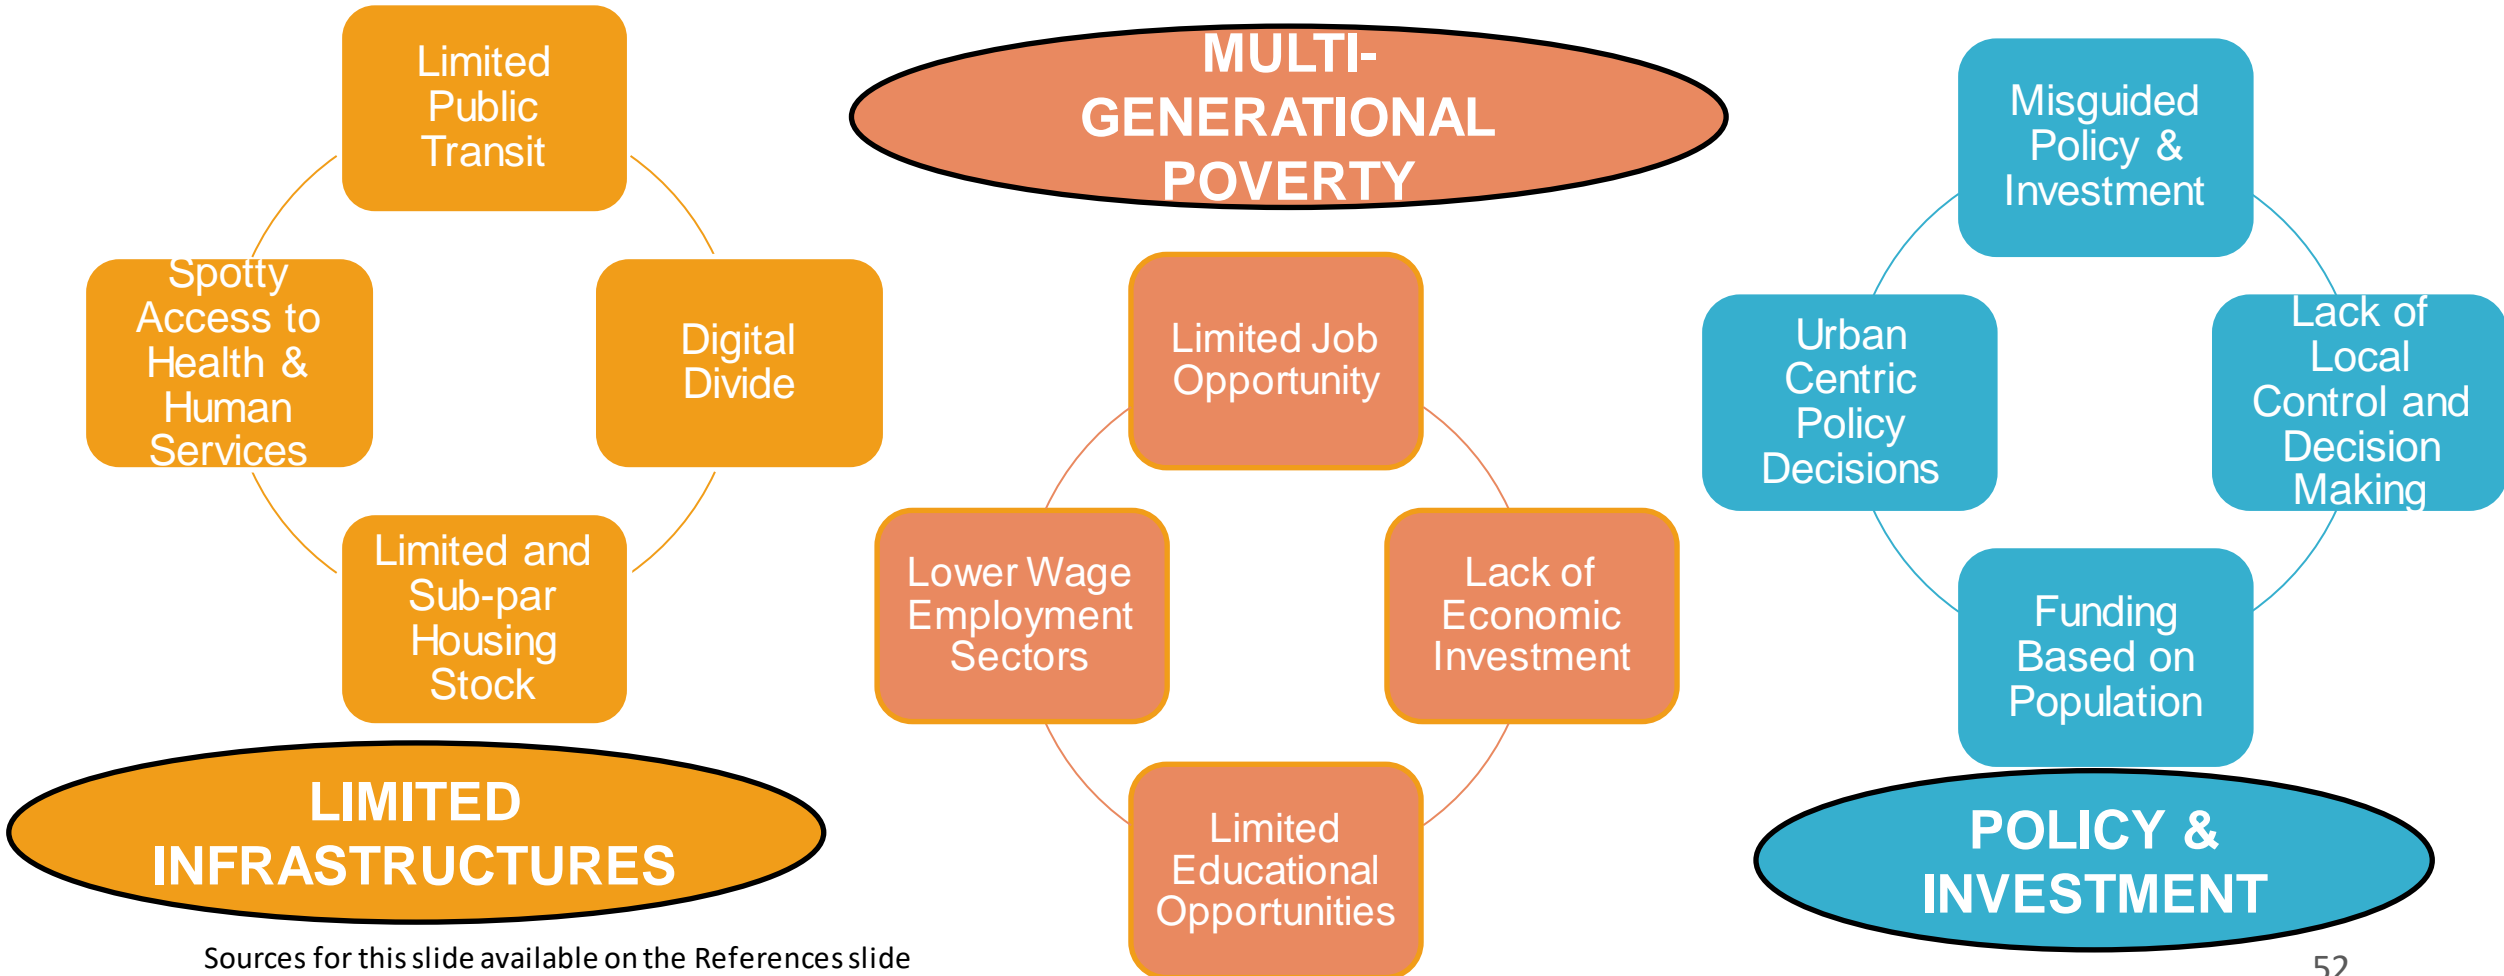 Limited
Public
Transit
Spotty
Access to
Health &
Human
Services
Digital
Divide
Limited and
Sub-par
Housing
Stock
LIMITED
INFRASTRUCTURES
MULTI-
GENERATIONAL
POVERTY
Limited Job
Opportunity
Lower Wage
Employment
Sectors
Lack of
Economic
Investment
Limited
Educational
Opportunities
Misguided
Policy &
Investment
Urban
Centric
Policy
Decisions
Lack of
Local
Control and
Decision
Making
Funding
Based on
Population
POLICY &
INVESTMENT
Sources for this slide available on the References slide
52